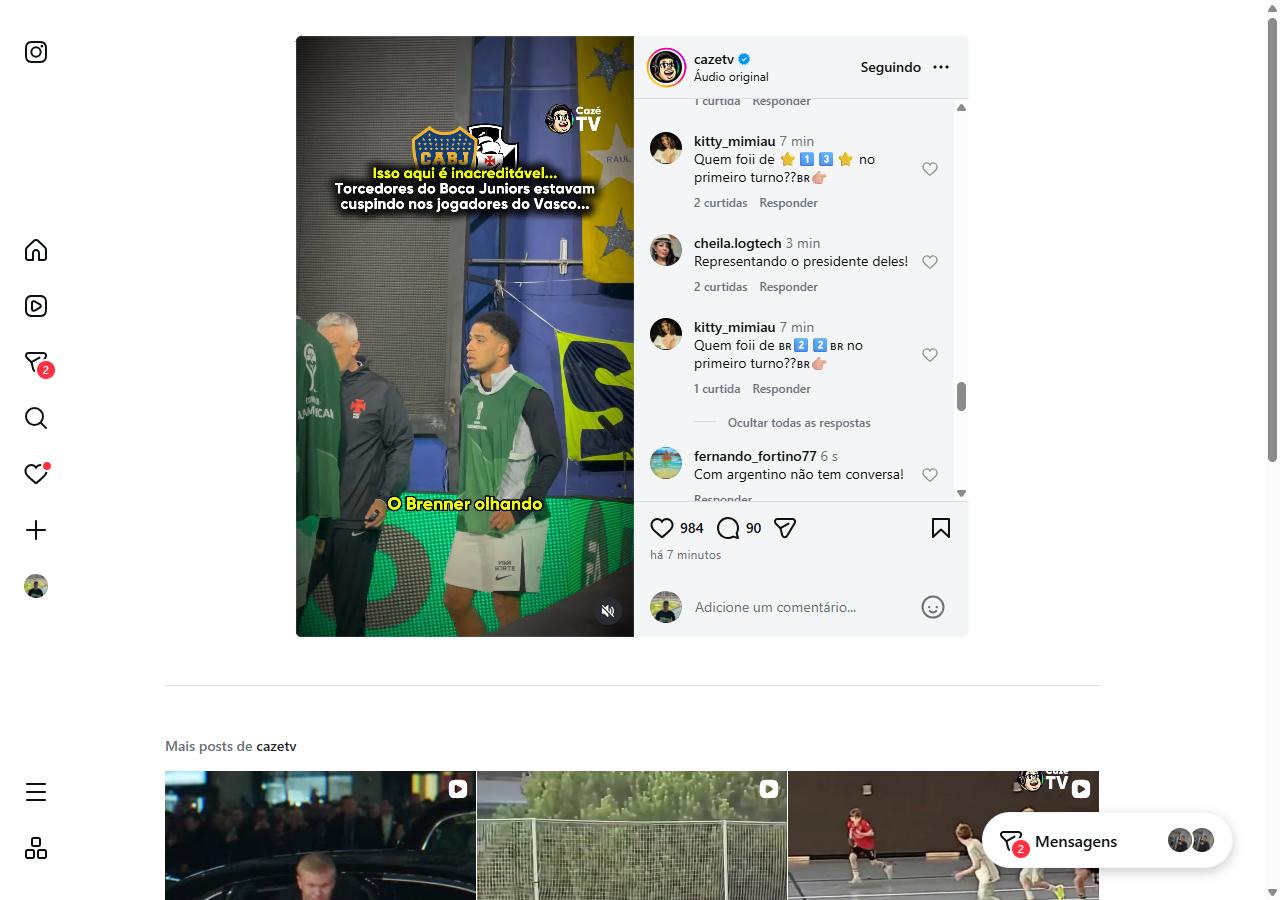 Cazé
TV
CABJ
RAUL
Isso aqui é inacreditável...
Torcedores do Boca Juniors estavam
cuspindo nos jogadores do Vasco...
O Brenner olhando
cazetv
Áudio original
Seguindo
1 curtida Responder
kitty_mimiau 7 min
Quem foii de ⭐ 1️⃣ 3️⃣ ⭐ no
primeiro turno??🇧🇷👉🏼
2 curtidas Responder
cheila.logtech 3 min
Representando o presidente deles!
2 curtidas Responder
kitty_mimiau 7 min
Quem foii de 🇧🇷2️⃣ 2️⃣🇧🇷 no
primeiro turno??🇧🇷👉🏼
1 curtida Responder
Ocultar todas as respostas
fernando_fortino77 6 s
Com argentino não tem conversa!
Responder
984 90
há 7 minutos
Adicione um comentário...
2
Mais posts de cazetv
TV
2
Mensagens